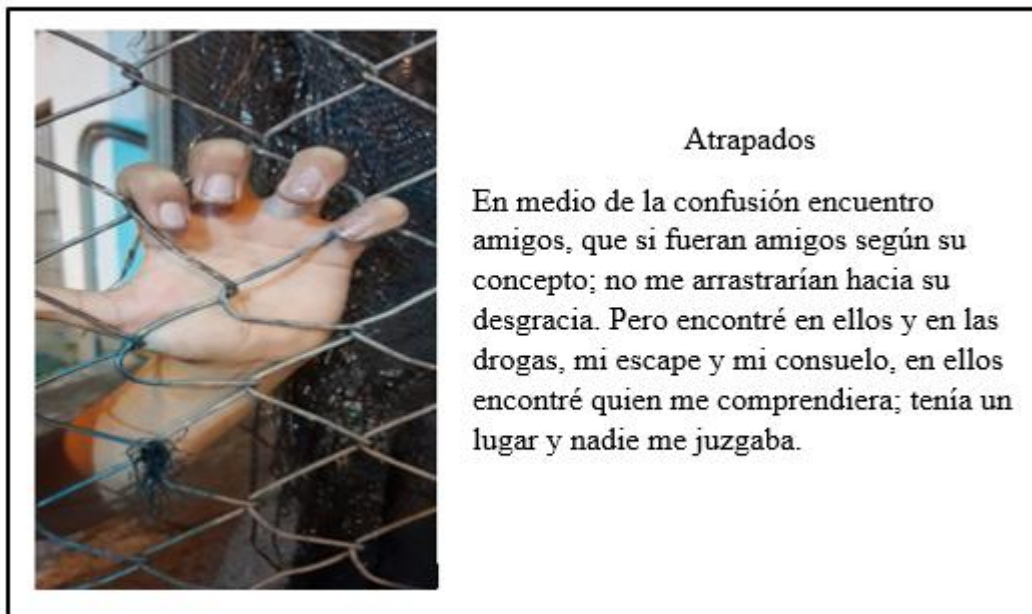 Atrapados
En medio de la confusión encuentro
amigos, que si fueran amigos según su
concepto; no me arrastrarían hacia su
desgracia. Pero encontré en ellos y en las
drogas, mi escape y mi consuelo, en ellos
encontré quien me comprendiera; tenía un
lugar y nadie me juzgaba.